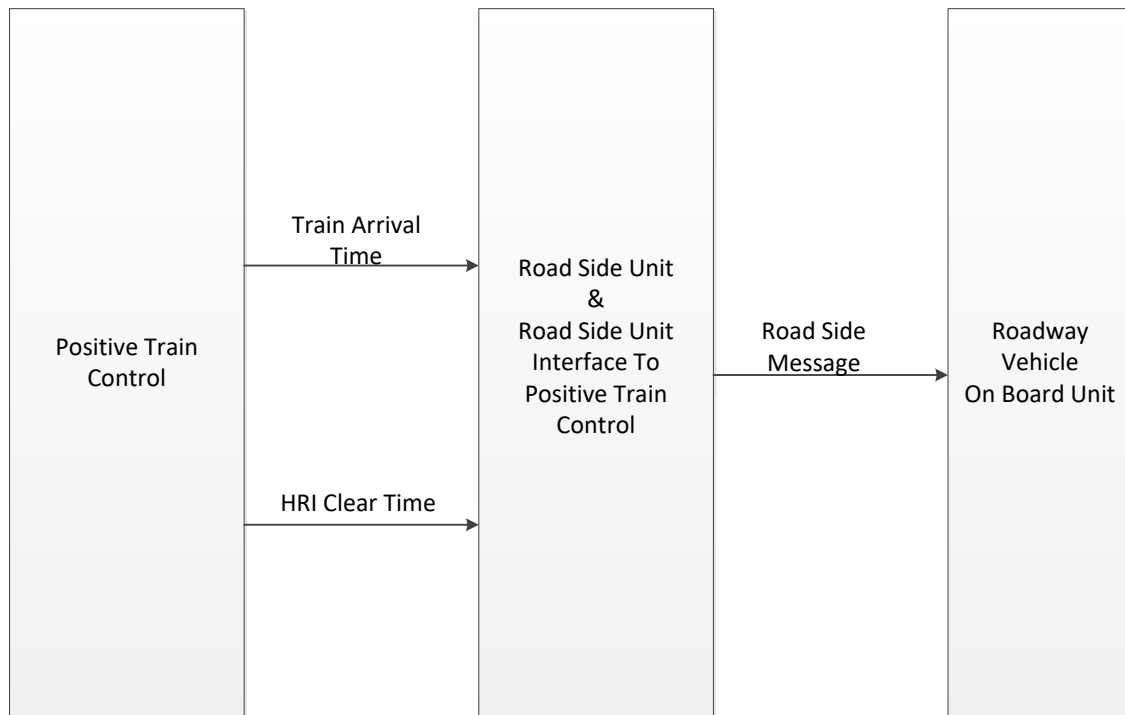 Positive Train
Control
Train Arrival
Time
HRI Clear Time
Road Side Unit
&
Road Side Unit
Interface To
Positive Train
Control
Road Side
Message
Roadway
Vehicle
On Board Unit